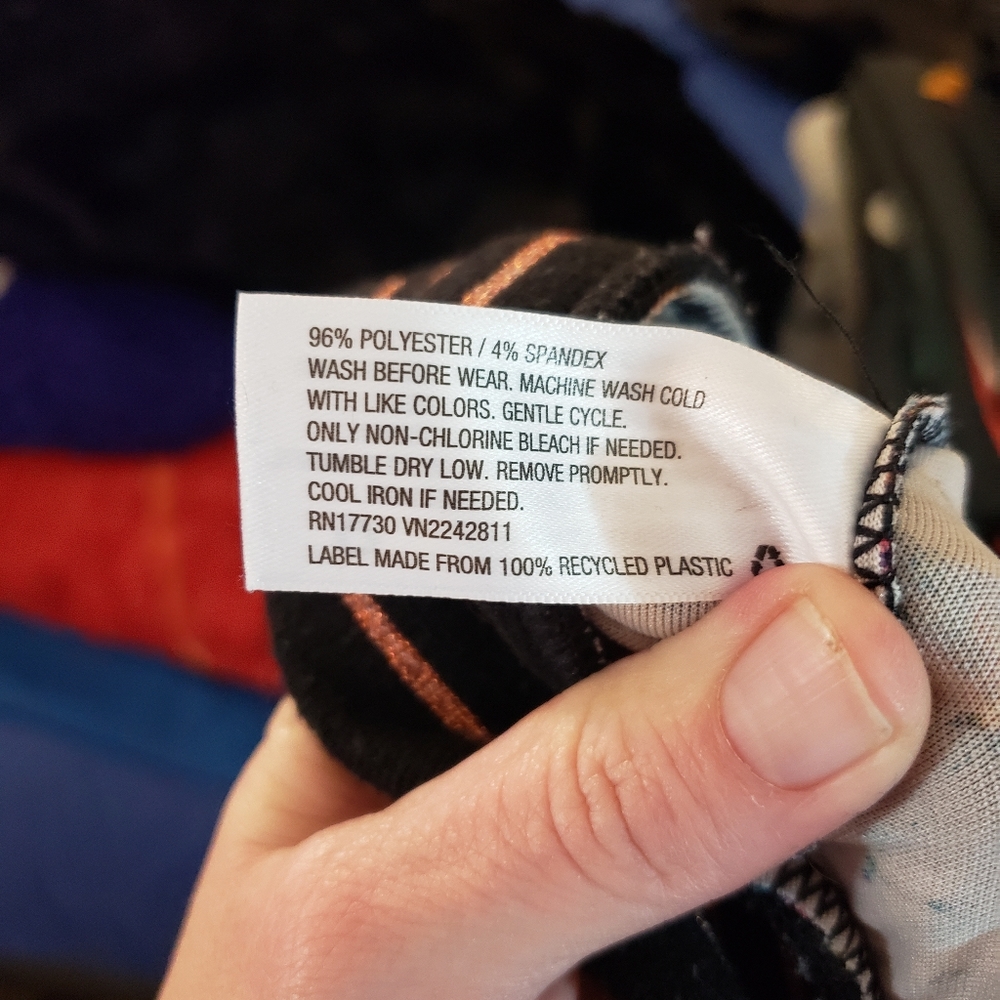 96% POLYESTER / 4% SPANDEX
WASH BEFORE WEAR. MACHINE WASH COLD
WITH LIKE COLORS. GENTLE CYCLE.
ONLY NON-CHLORINE BLEACH IF NEEDED.
TUMBLE DRY LOW. REMOVE PROMPTLY.
COOL IRON IF NEEDED.
RN17730 VN2242811
LABEL MADE FROM 100% RECYCLED PLASTIC